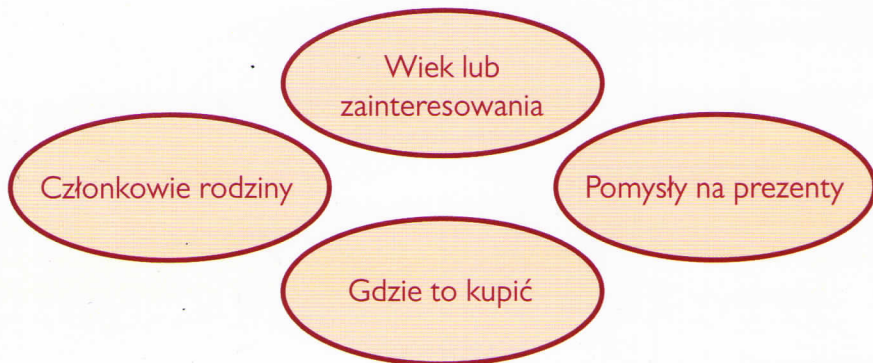 Wiek lub
zainteresowania
Członkowie rodziny
Pomysły na prezenty
Gdzie to kupić